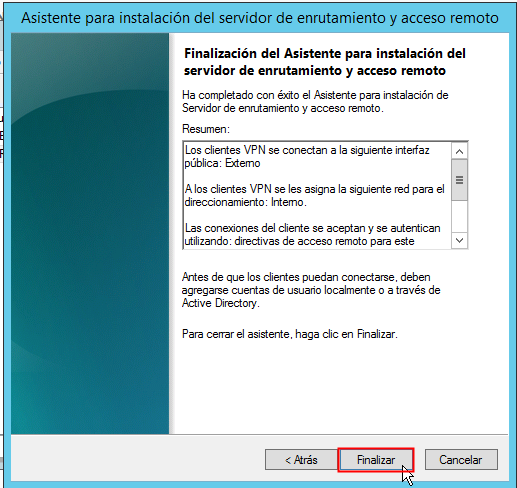 Asistente para instalación del servidor de enrutamiento y acceso remoto
Finalización del Asistente para instalación del
servidor de enrutamiento y acceso remoto
Ha completado con éxito el Asistente para instalación de
Servidor de enrutamiento y acceso remoto.
Resumen:
Los clientes VPN se conectan a la siguiente interfaz
pública: Externo
A los clientes VPN se les asigna la siguiente red para el
direccionamiento: Interno.
Las conexiones del cliente se aceptan y se autentican
utilizando: directivas de acceso remoto para este
Antes de que los clientes puedan conectarse, deben
agregarse cuentas de usuario localmente o a través de
Active Directory.
Para cerrar el asistente, haga clic en Finalizar.
< Atrás
Finalizar
Cancelar